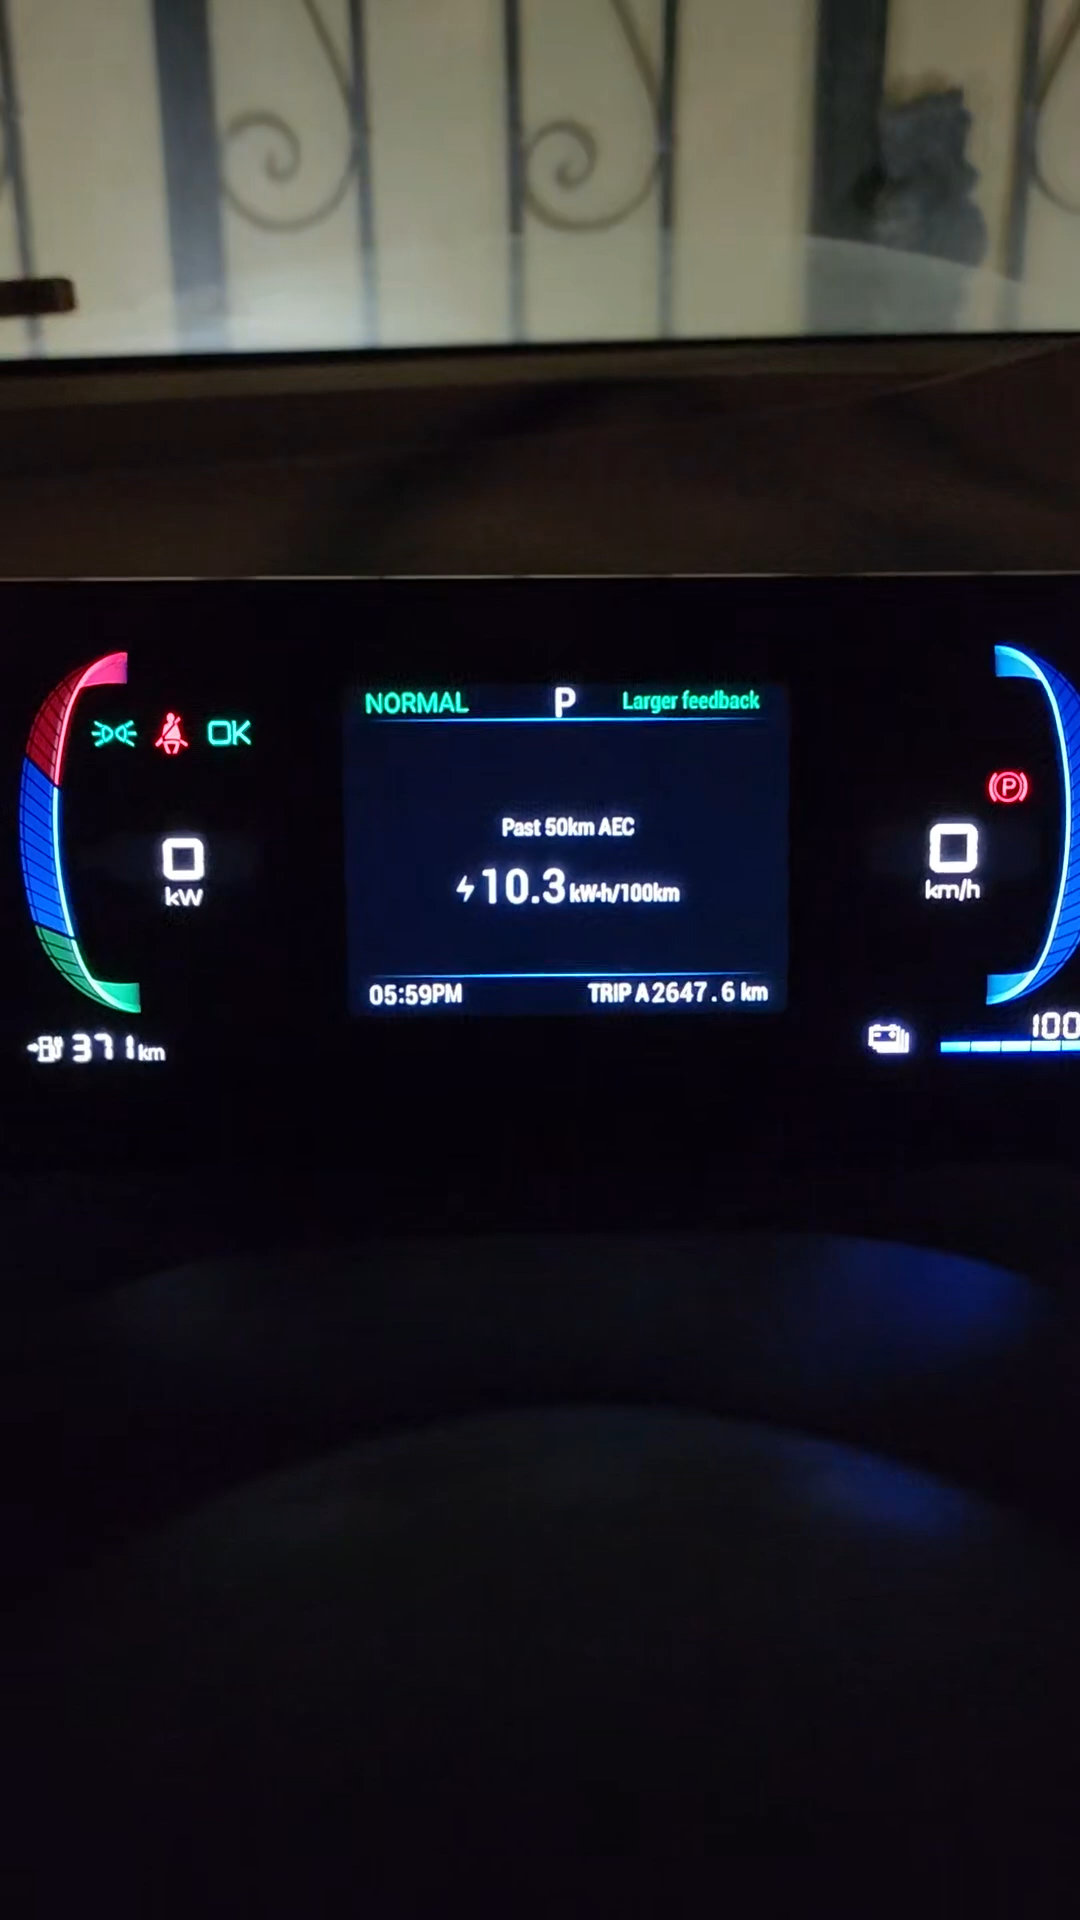 NORMAL P Larger feedback
OK
P
Past 50km AEC
0
kW
10.3 kW·h/100km
0
km/h
05:59PM TRIP A 2647.6 km
371 km
100